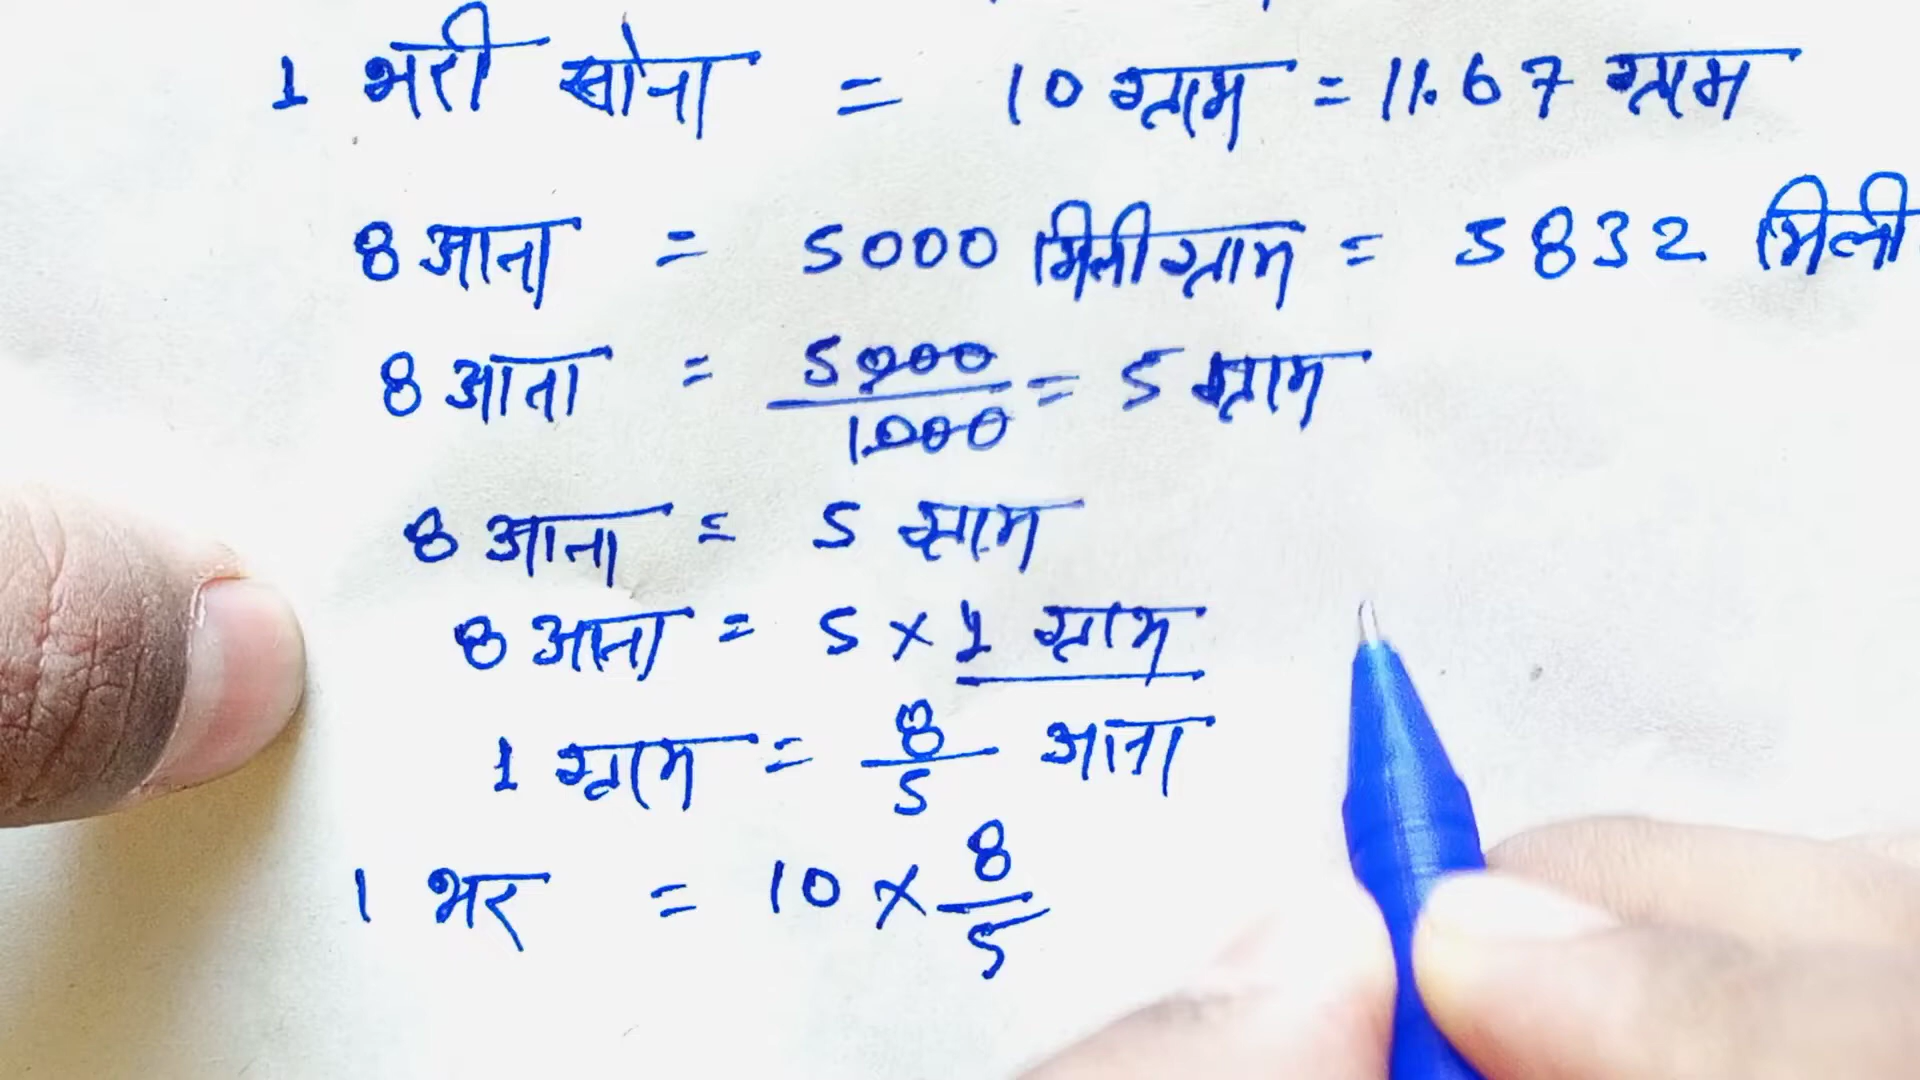 1 भरी सोना = 10 ग्राम = 11.67 ग्राम
8 आना = 5000 मिलीग्राम = 5832 मिली
8 आना = 5000/1000 = 5 ग्राम
8 आना = 5 ग्राम
8 आना = 5 × 1 ग्राम
1 ग्राम = 8/5 आना
1 भर = 10 × 8/5